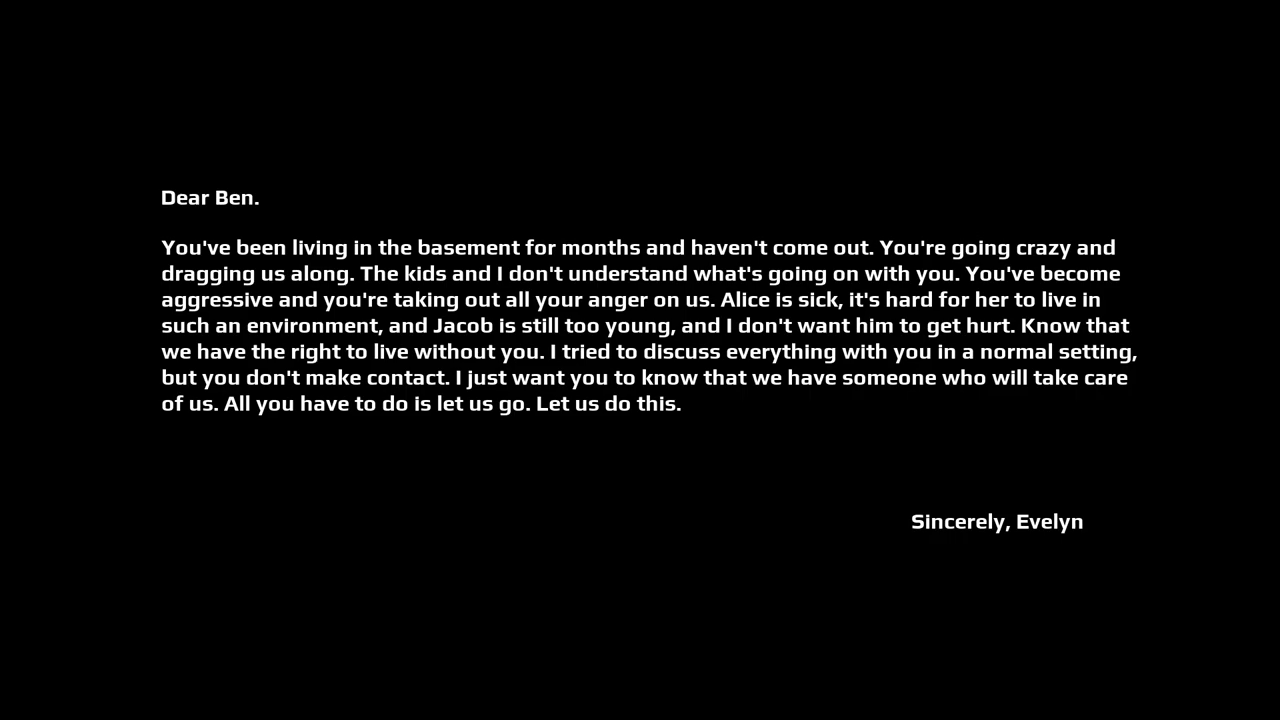 Dear Ben.
You've been living in the basement for months and haven't come out. You're going crazy and
dragging us along. The kids and I don't understand what's going on with you. You've become
aggressive and you're taking out all your anger on us. Alice is sick, it's hard for her to live in
such an environment, and Jacob is still too young, and I don't want him to get hurt. Know that
we have the right to live without you. I tried to discuss everything with you in a normal setting,
but you don't make contact. I just want you to know that we have someone who will take care
of us. All you have to do is let us go. Let us do this.
Sincerely, Evelyn